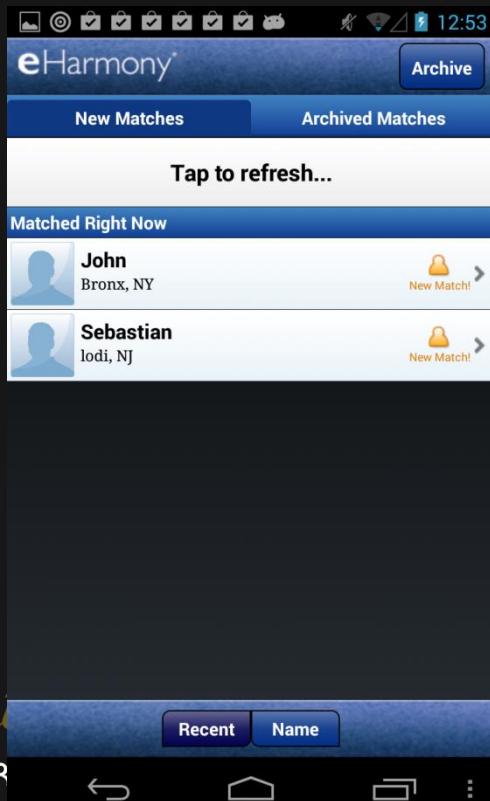 12:53
eHarmony
Archive
New Matches Archived Matches
Tap to refresh...
Matched Right Now
John
Bronx, NY
New Match!
Sebastian
lodi, NJ
New Match!
Recent Name